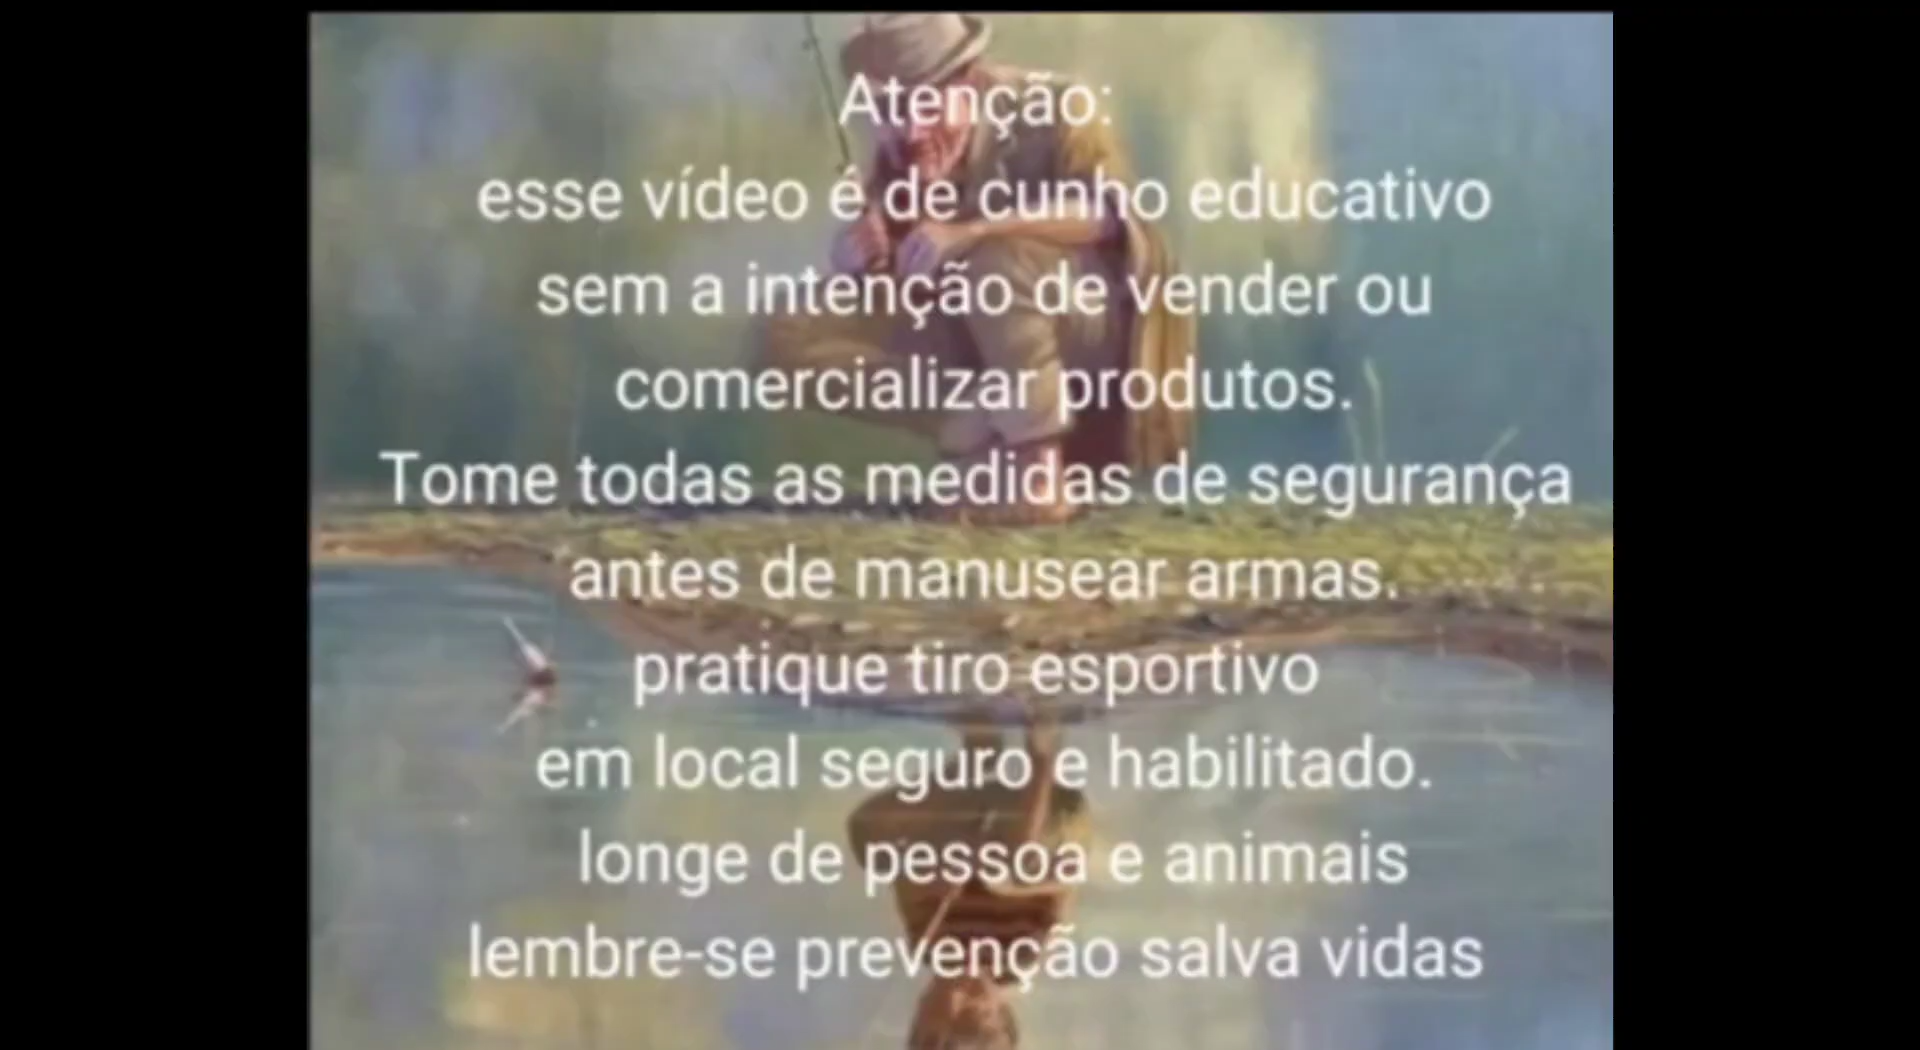 Atenção:
esse vídeo é de cunho educativo
sem a intenção de vender ou
comercializar produtos.
Tome todas as medidas de segurança
antes de manusear armas.
pratique tiro esportivo
em local seguro e habilitado.
longe de pessoa e animais
lembre-se prevenção salva vidas